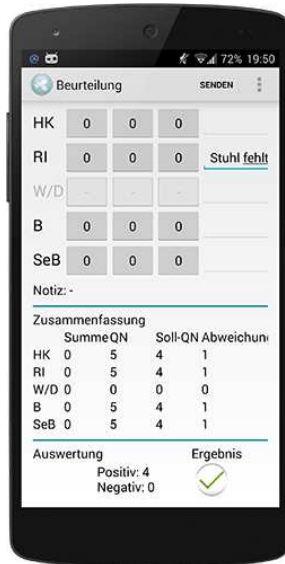 72% 19:50
Beurteilung SENDEN
HK 0 0 0
RI 0 0 0 Stuhl fehlt
W/D - - -
B 0 0 0
SeB 0 0 0
Notiz: -
Zusammenfassung
Summe QN Soll-QN Abweichun
HK 0 5 4 1
RI 0 5 4 1
W/D 0 0 0 0
B 0 5 4 1
SeB 0 5 4 1
Auswertung Ergebnis
Positiv: 4
Negativ: 0